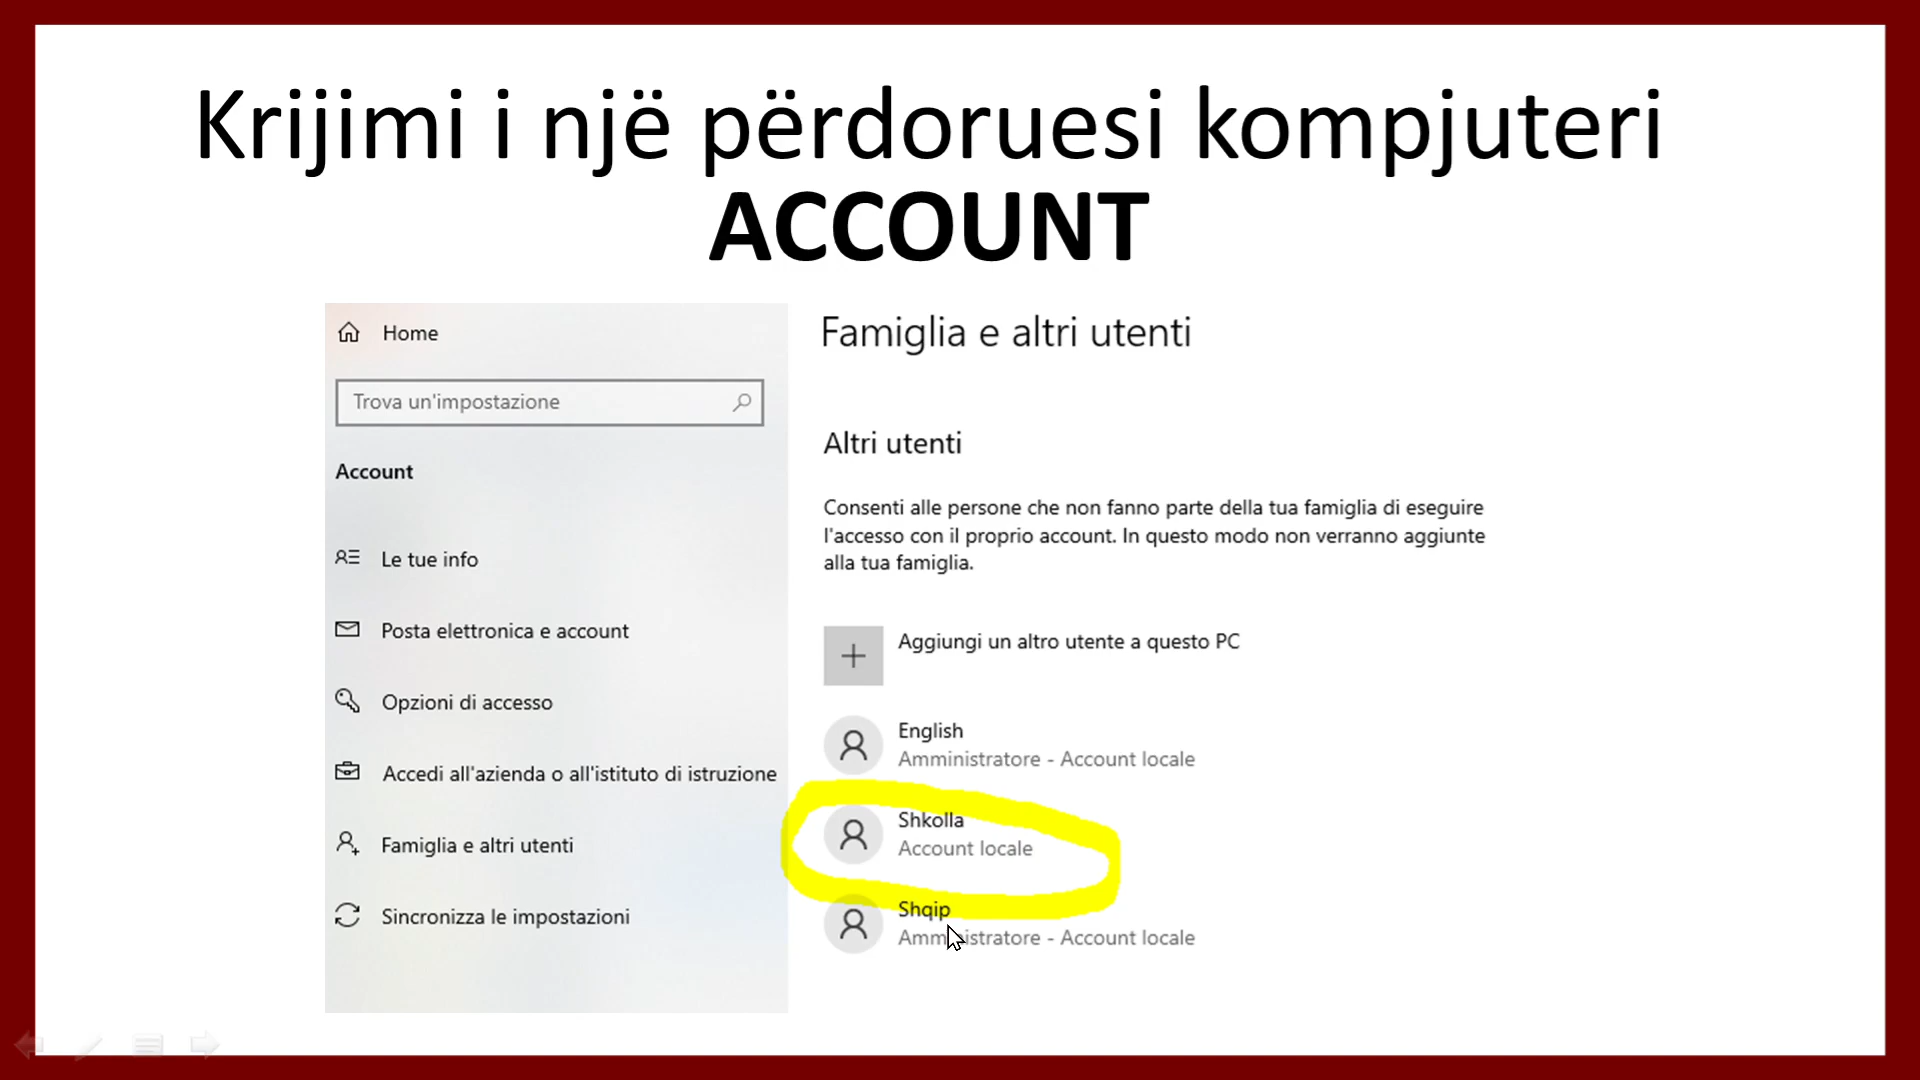 Krijimi i një përdoruesi kompjuteri
ACCOUNT
Home
Trova un'impostazione
Account
Le tue info
Posta elettronica e account
Opzioni di accesso
Accedi all'azienda o all'istituto di istruzione
Famiglia e altri utenti
Sincronizza le impostazioni
Famiglia e altri utenti
Altri utenti
Consenti alle persone che non fanno parte della tua famiglia di eseguire
l'accesso con il proprio account. In questo modo non verranno aggiunte
alla tua famiglia.
Aggiungi un altro utente a questo PC
English
Amministratore - Account locale
Shkolla
Account locale
Shqip
Amministratore - Account locale